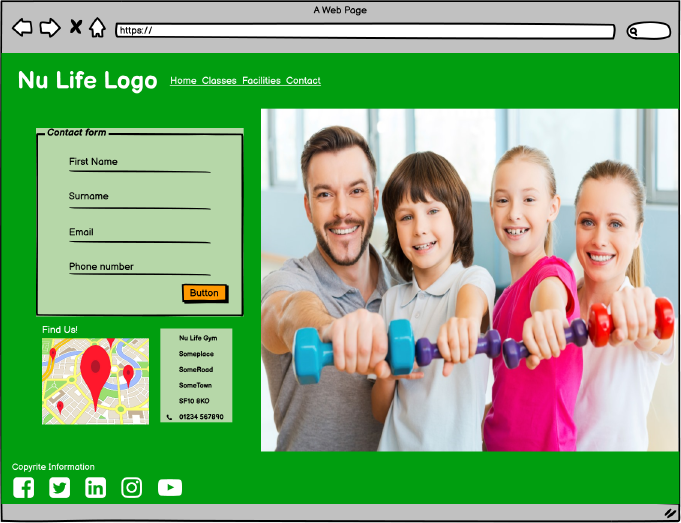 A Web Page
https://
Nu Life Logo
Home Classes Facilities Contact
Contact form
First Name
Surname
Email
Phone number
Button
Find Us!
Nu Life Gym
Someplace
SomeRoad
SomeTown
SF10 8KO
01234 567890
Copyrite Information